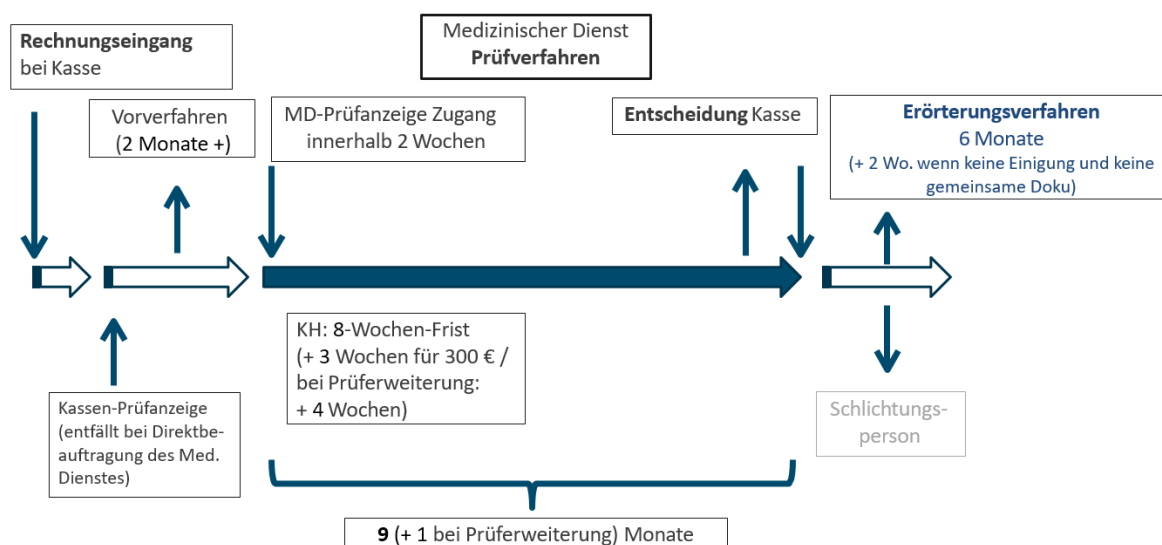 Medizinischer Dienst
Prüfverfahren
Rechnungseingang
bei Kasse
Vorverfahren
(2 Monate +)
MD-Prüfanzeige Zugang
innerhalb 2 Wochen
Entscheidung Kasse
Erörterungsverfahren
6 Monate
(+ 2 Wo. wenn keine Einigung und keine
gemeinsame Doku)
KH: 8-Wochen-Frist
(+ 3 Wochen für 300 € /
bei Prüferweiterung:
+ 4 Wochen)
Kassen-Prüfanzeige
(entfällt bei Direktbe-
auftragung des Med.
Dienstes)
Schlichtungs-
person
9 (+ 1 bei Prüferweiterung) Monate